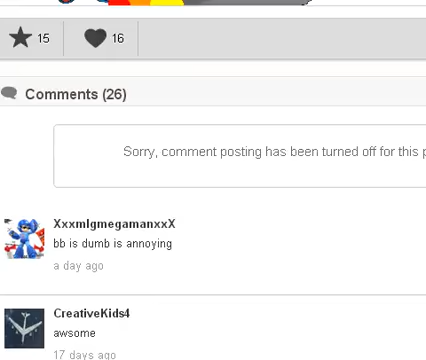 15 16
Comments (26)
Sorry, comment posting has been turned off for this
XxxmlgmegamanxxX
bb is dumb is annoying
a day ago
CreativeKids4
awsome
17 days ago